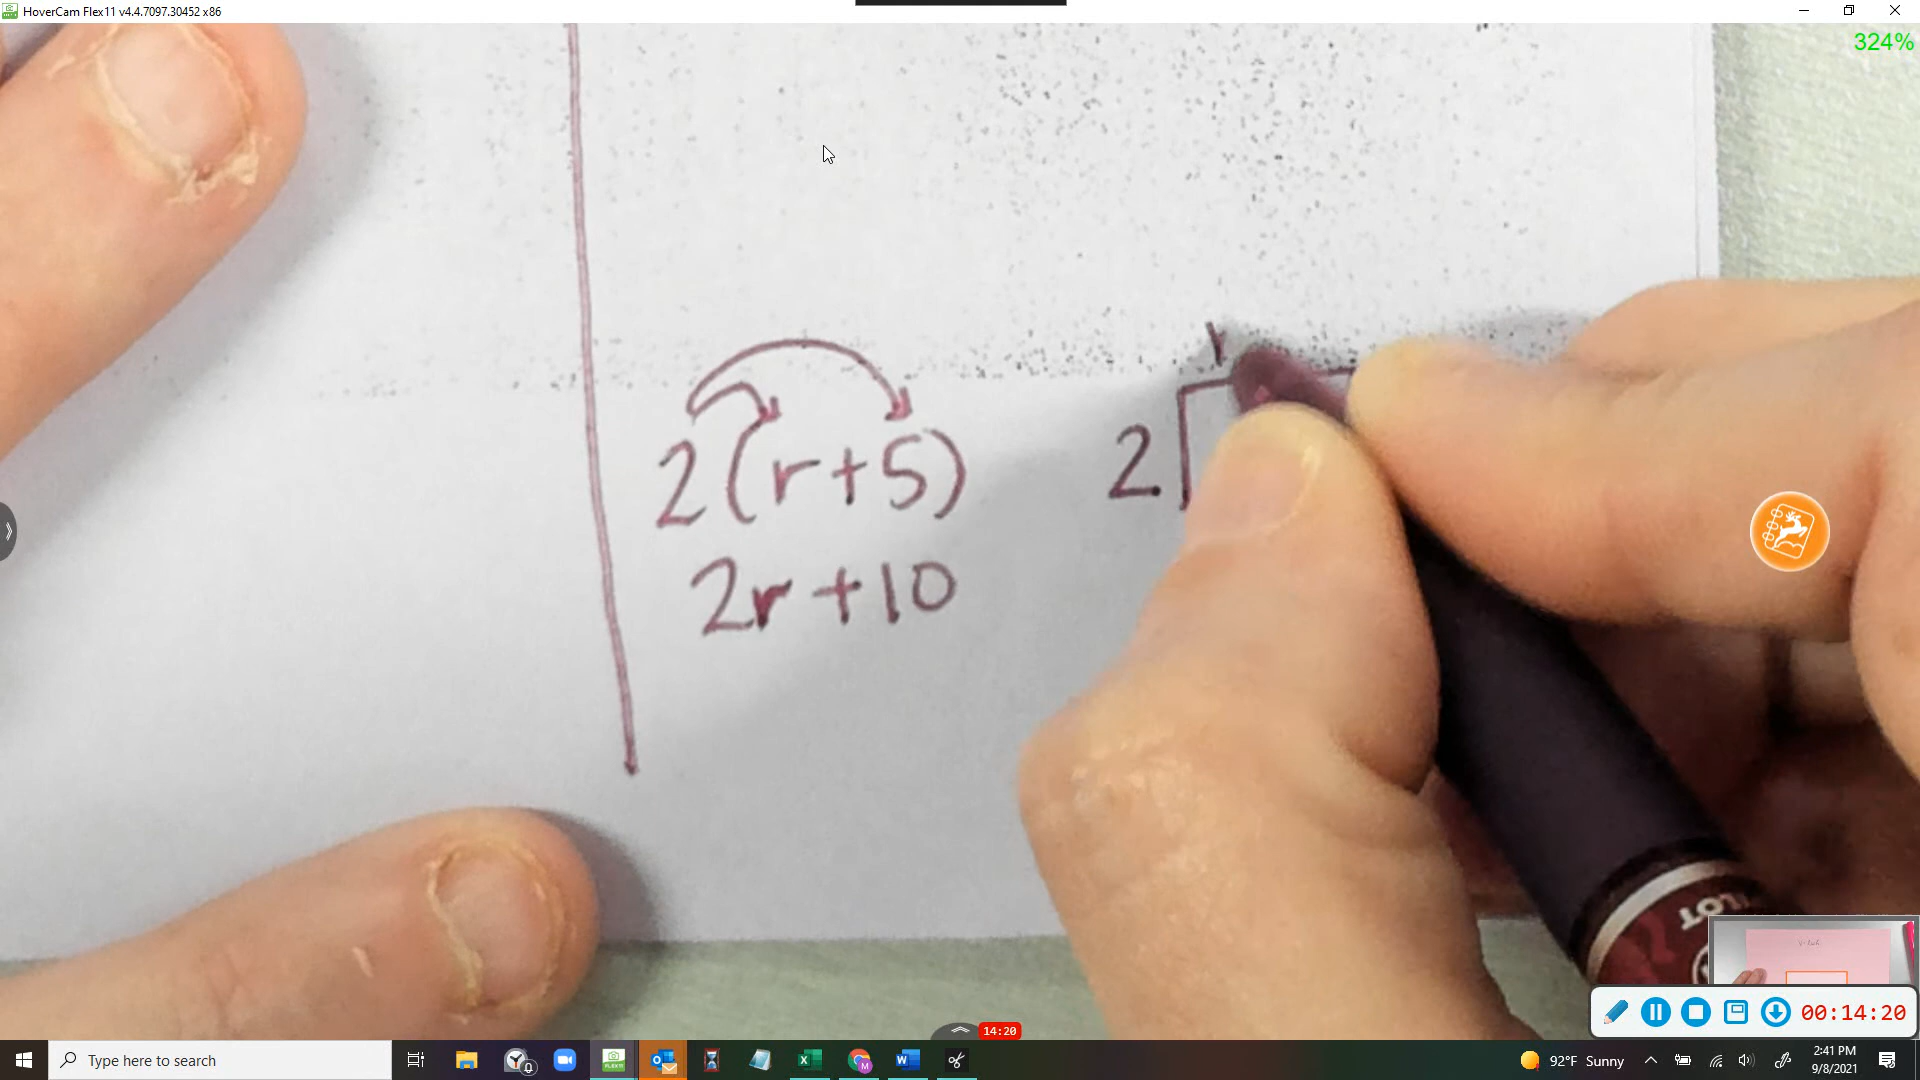 HoverCam Flex11 v4.4.7097.30452 x86
324%
r
2(r+5)
2
2r+10
14:20
00:14:20
Type here to search
92°F Sunny
2:41 PM
9/8/2021